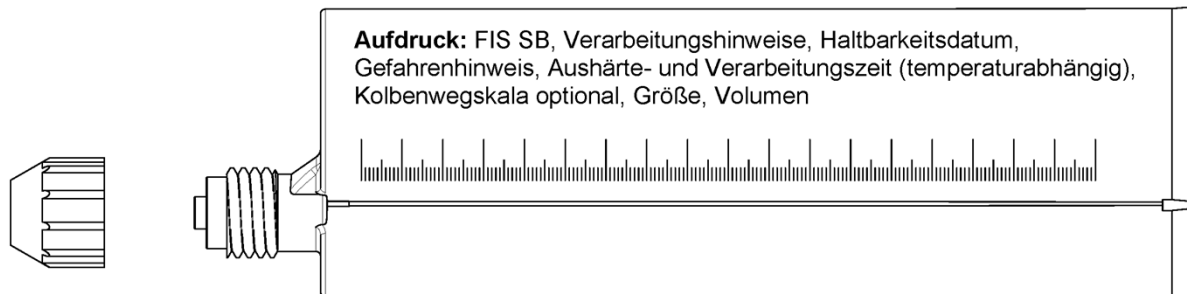 Aufdruck: FIS SB, Verarbeitungshinweise, Haltbarkeitsdatum,
Gefahrenhinweis, Aushärte- und Verarbeitungszeit (temperaturabhängig),
Kolbenwegskala optional, Größe, Volumen